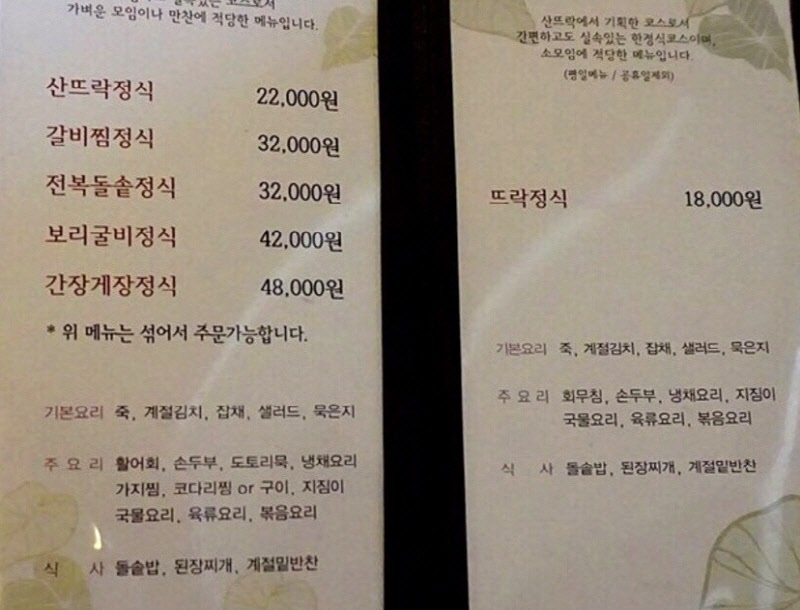 가벼운 모임이나 만찬에 적당한 메뉴입니다.
산뜨락정식 22,000원
갈비찜정식 32,000원
전복돌솥정식 32,000원
보리굴비정식 42,000원
간장게장정식 48,000원
* 위 메뉴는 섞어서 주문가능합니다.
기본요리 죽, 계절김치, 잡채, 샐러드, 묵은지
주 요 리 활어회, 손두부, 도토리묵, 냉채요리
가지찜, 코다리찜 or 구이, 지짐이
국물요리, 육류요리, 볶음요리
식 사 돌솥밥, 된장찌개, 계절밑반찬
산뜨락에서 기획한 코스로서
간편하고도 실속있는 한정식코스이며,
소모임에 적당한 메뉴입니다.
(평일메뉴 / 공휴일제외)
뜨락정식 18,000원
기본요리 죽, 계절김치, 잡채, 샐러드, 묵은지
주 요 리 회무침, 손두부, 냉채요리, 지짐이
국물요리, 육류요리, 볶음요리
식 사 돌솥밥, 된장찌개, 계절밑반찬